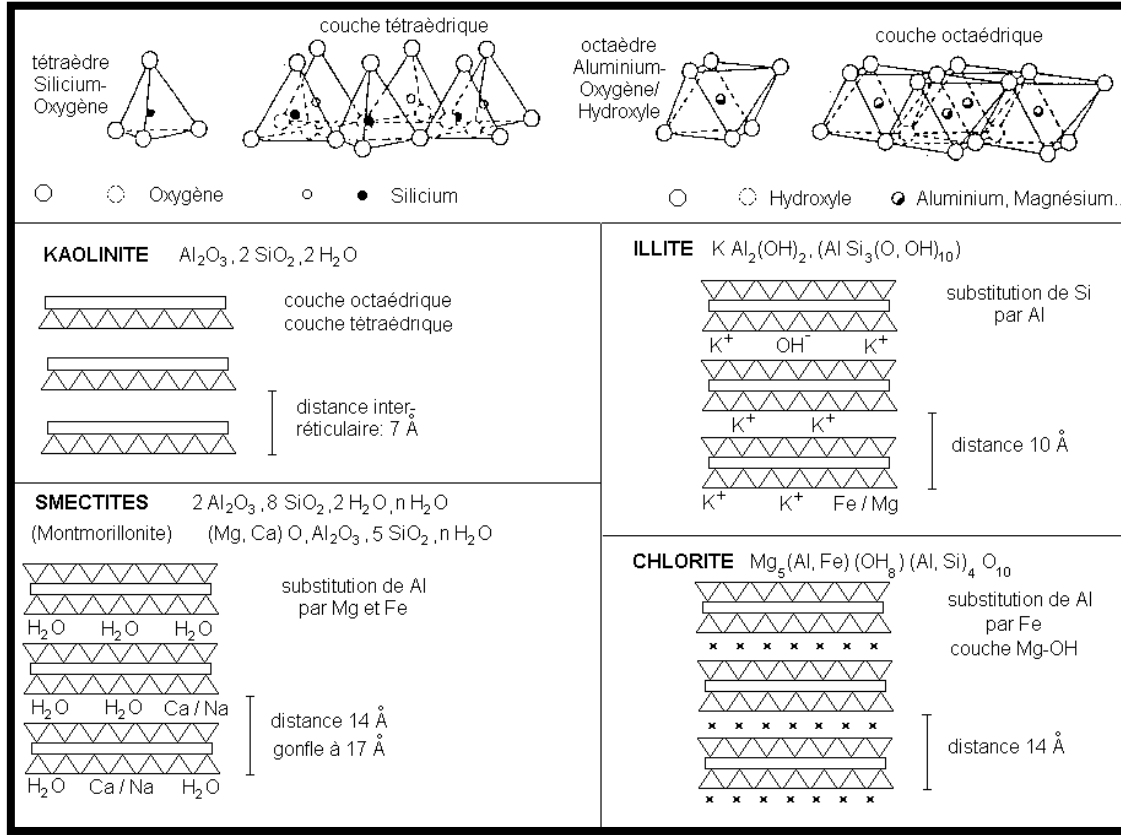 couche tétraèdrique
tétraèdre
Silicium-
Oxygène
octaèdre
Aluminium-
Oxygène/
Hydroxyle
couche octaédrique
Oxygène
Silicium
Hydroxyle
Aluminium, Magnésium..
KAOLINITE Al₂O₃, 2 SiO₂, 2 H₂O
couche octaédrique
couche tétraèdrique
distance inter-
réticulaire: 7 Å
ILLITE K Al₂(OH)₂, (Al Si₃(O, OH)₁₀)
substitution de Si
par Al
K⁺ OH⁻ K⁺
K⁺ K⁺
distance 10 Å
K⁺ K⁺ Fe / Mg
SMECTITES 2 Al₂O₃, 8 SiO₂, 2 H₂O, n H₂O
(Montmorillonite) (Mg, Ca) O, Al₂O₃, 5 SiO₂, n H₂O
substitution de Al
par Mg et Fe
H₂O H₂O H₂O
H₂O H₂O Ca / Na
distance 14 Å
gonfle à 17 Å
H₂O Ca / Na H₂O
CHLORITE Mg₅(Al, Fe) (OH₈) (Al, Si)₄ O₁₀
substitution de Al
par Fe
couche Mg-OH
distance 14 Å